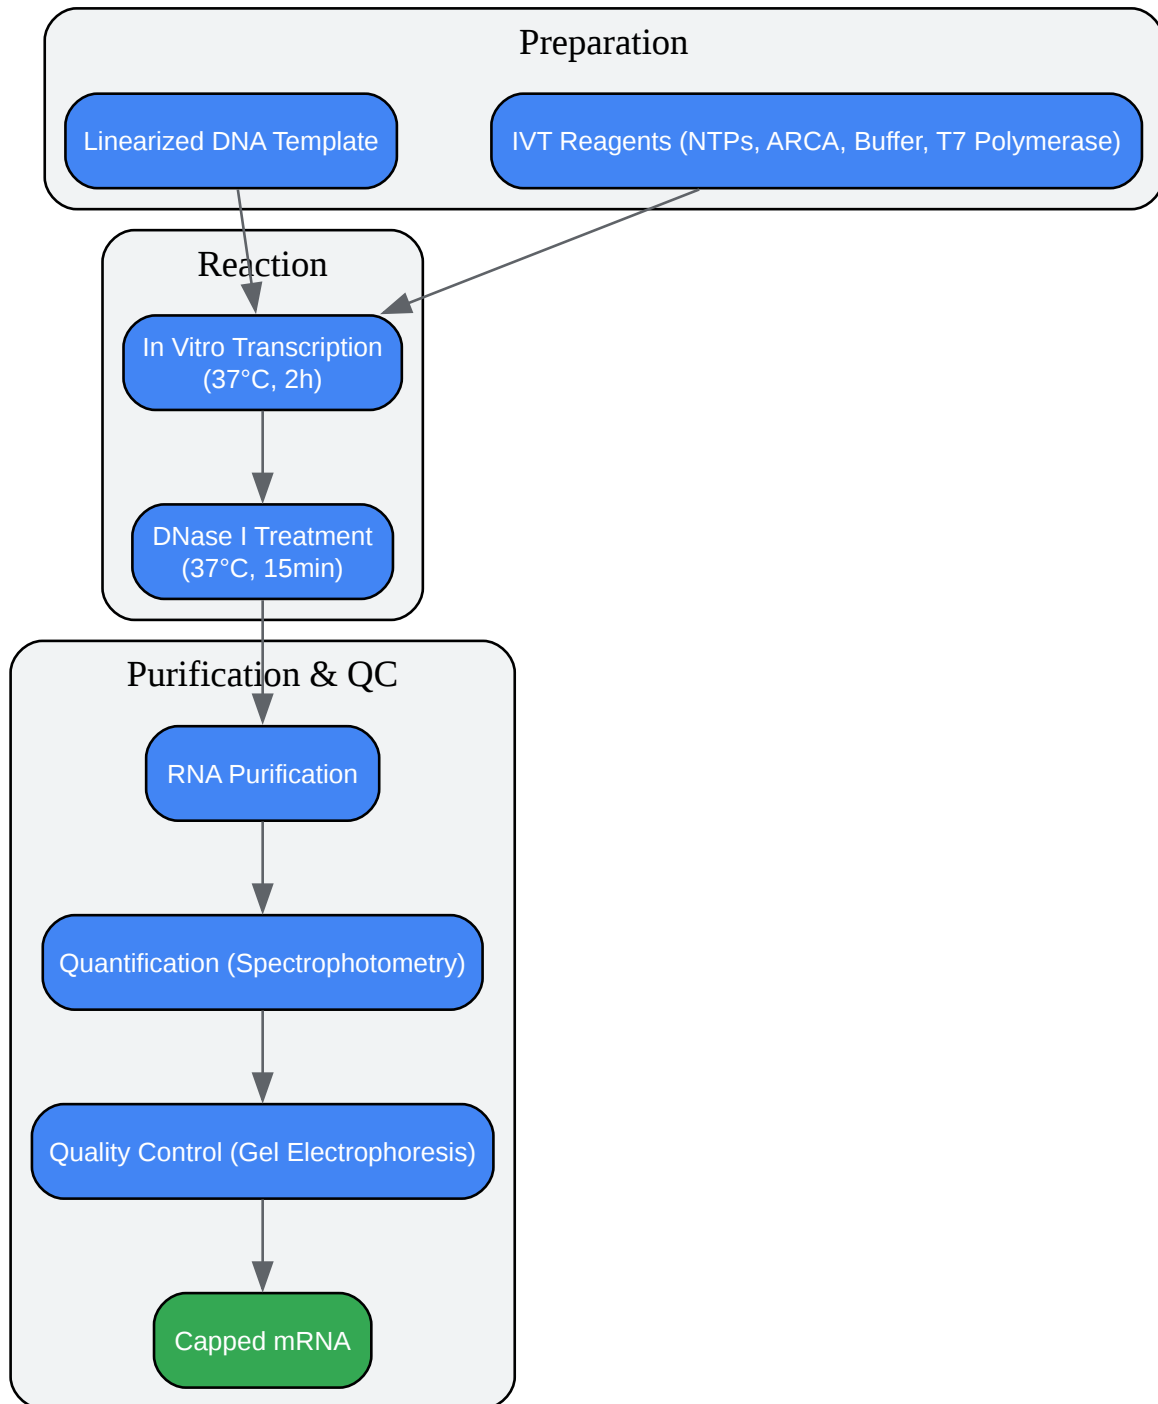 Preparation
Linearized DNA Template
IVT Reagents (NTPs, ARCA, Buffer, T7 Polymerase)
Reaction
In Vitro Transcription
(37°C, 2h)
DNase I Treatment
(37°C, 15min)
Purification & QC
RNA Purification
Quantification (Spectrophotometry)
Quality Control (Gel Electrophoresis)
Capped mRNA